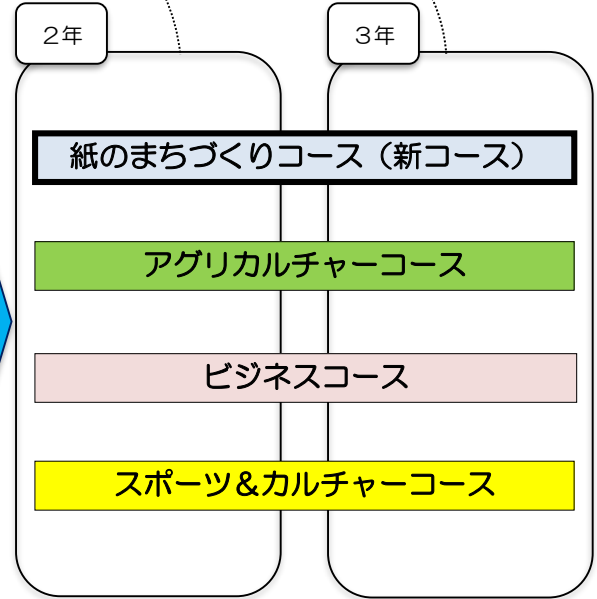 2年
3年
紙のまちづくりコース（新コース）
アグリカルチャーコース
ビジネスコース
スポーツ＆カルチャーコース